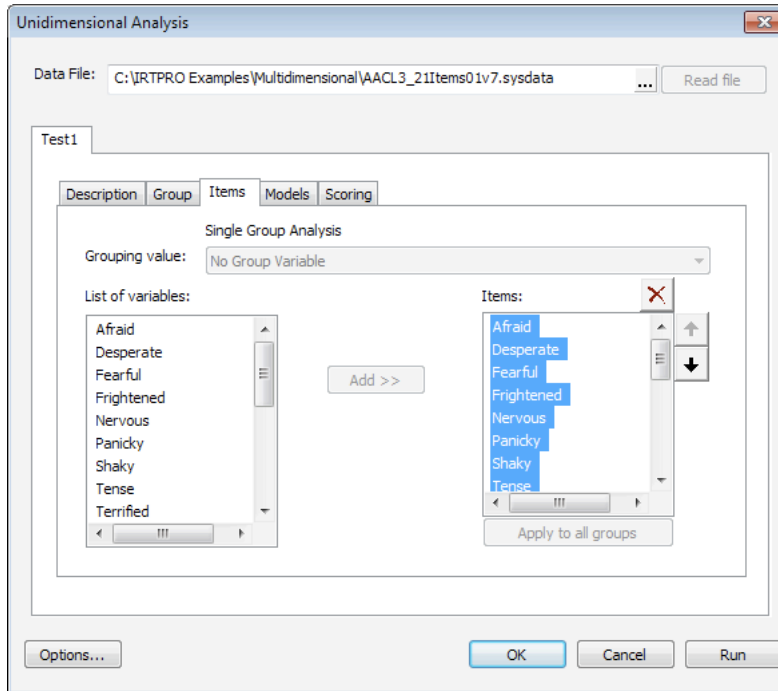 Unidimensional Analysis
Data File: C:\IRTPRO Examples\Multidimensional\AACL3_21Items01v7.sysdata ... Read file
Test1
Description Group Items Models Scoring
Single Group Analysis
Grouping value: No Group Variable
List of variables:
Afraid
Desperate
Fearful
Frightened
Nervous
Panicky
Shaky
Tense
Terrified
Add >>
Items:
Afraid
Desperate
Fearful
Frightened
Nervous
Panicky
Shaky
Tense
Apply to all groups
Options... OK Cancel Run